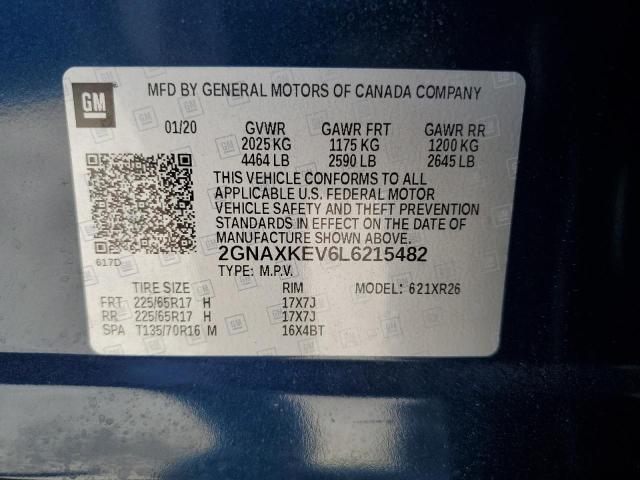 GM
MFD BY GENERAL MOTORS OF CANADA COMPANY
01/20 GVWR GAWR FRT GAWR RR
2025 KG 1175 KG 1200 KG
4464 LB 2590 LB 2645 LB
THIS VEHICLE CONFORMS TO ALL
APPLICABLE U.S. FEDERAL MOTOR
VEHICLE SAFETY AND THEFT PREVENTION
STANDARDS IN EFFECT ON THE DATE OF
MANUFACTURE SHOWN ABOVE.
617D
2GNAXKEV6L6215482
TYPE: M.P.V.
TIRE SIZE RIM MODEL: 621XR26
FRT 225/65R17 H 17X7J
RR 225/65R17 H 17X7J
SPA T135/70R16 M 16X4BT